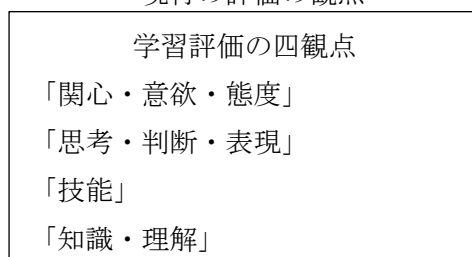 学習評価の四観点
「関心・意欲・態度」
「思考・判断・表現」
「技能」
「知識・理解」